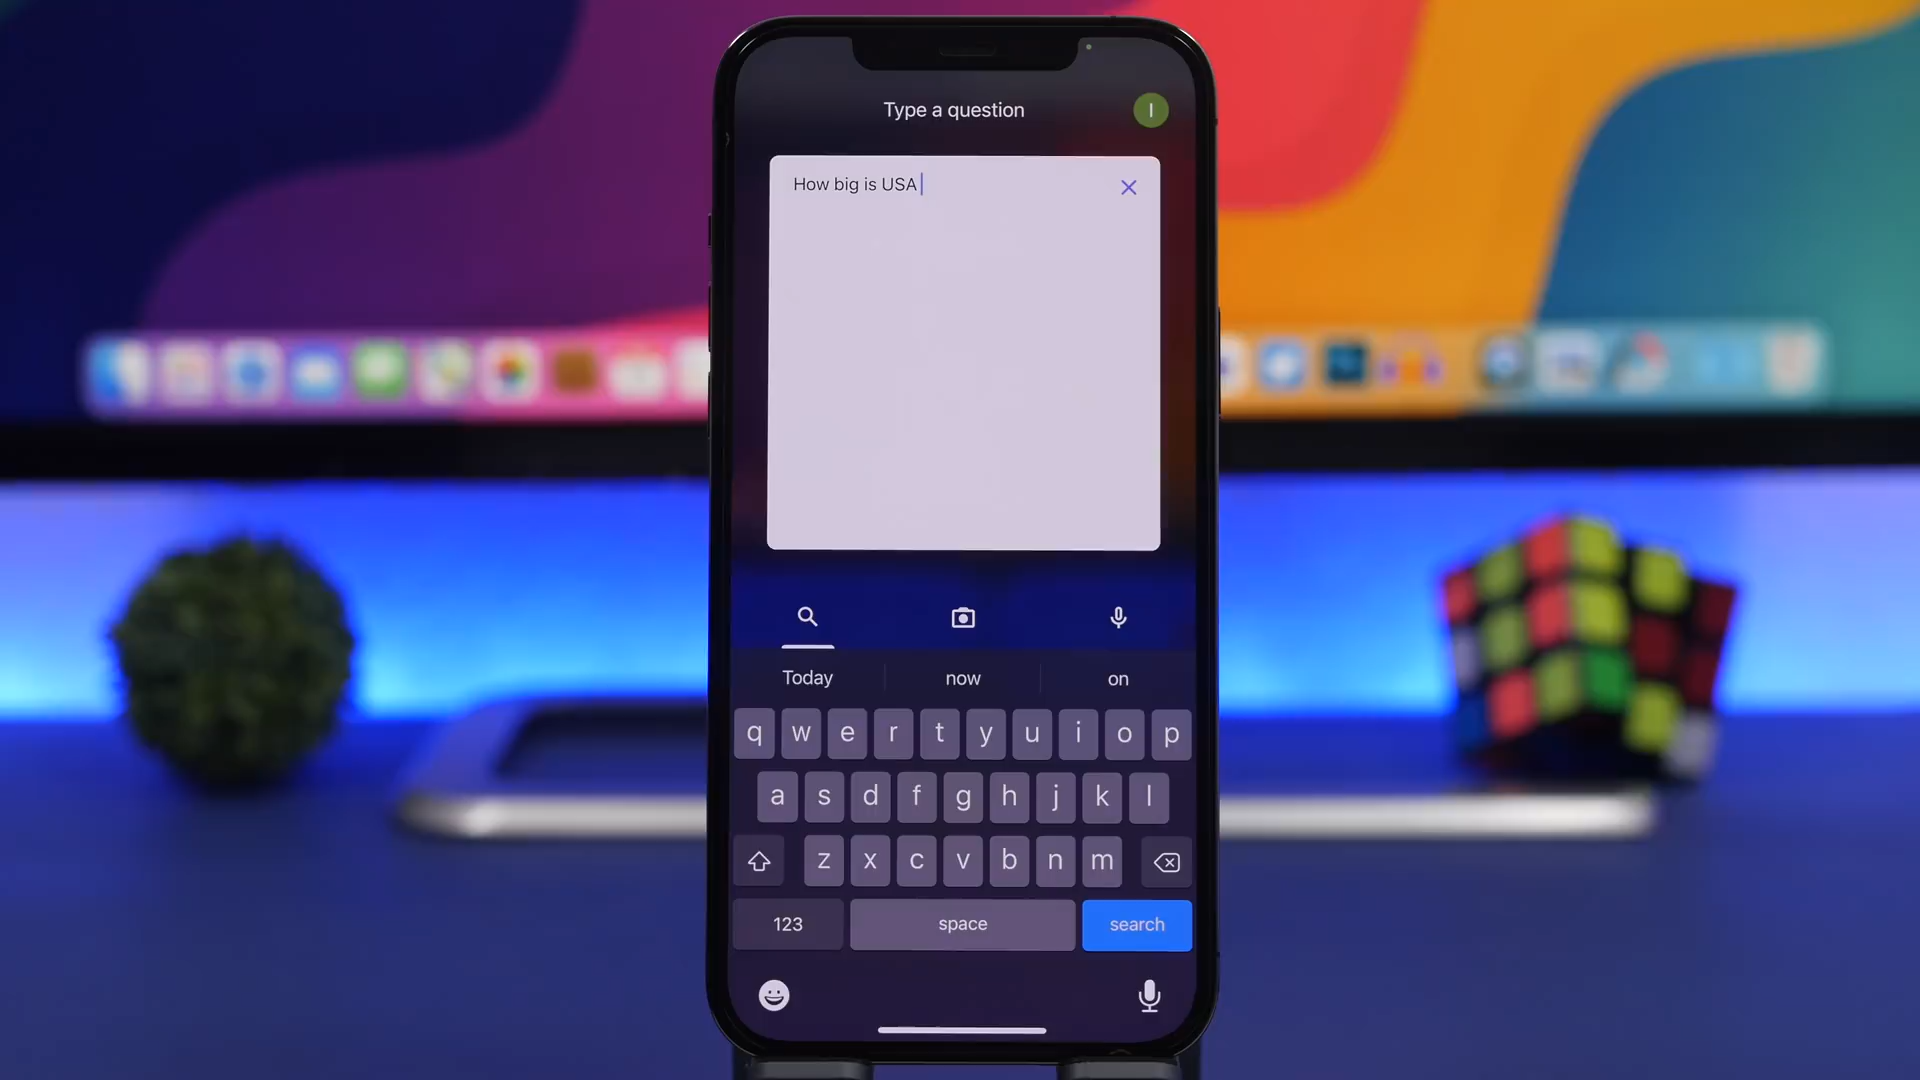 Type a question
I
How big is USA
Today now on
q w e r t y u i o p
a s d f g h j k l
z x c v b n m
123 space search